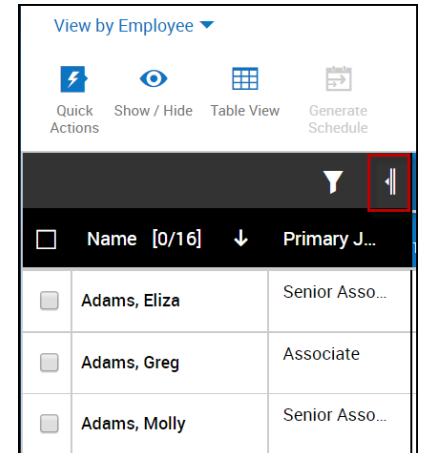 View by Employee
Quick Actions
Show / Hide
Table View
Generate Schedule
Name [0/16]
Primary J...
Adams, Eliza
Senior Asso...
Adams, Greg
Associate
Adams, Molly
Senior Asso...